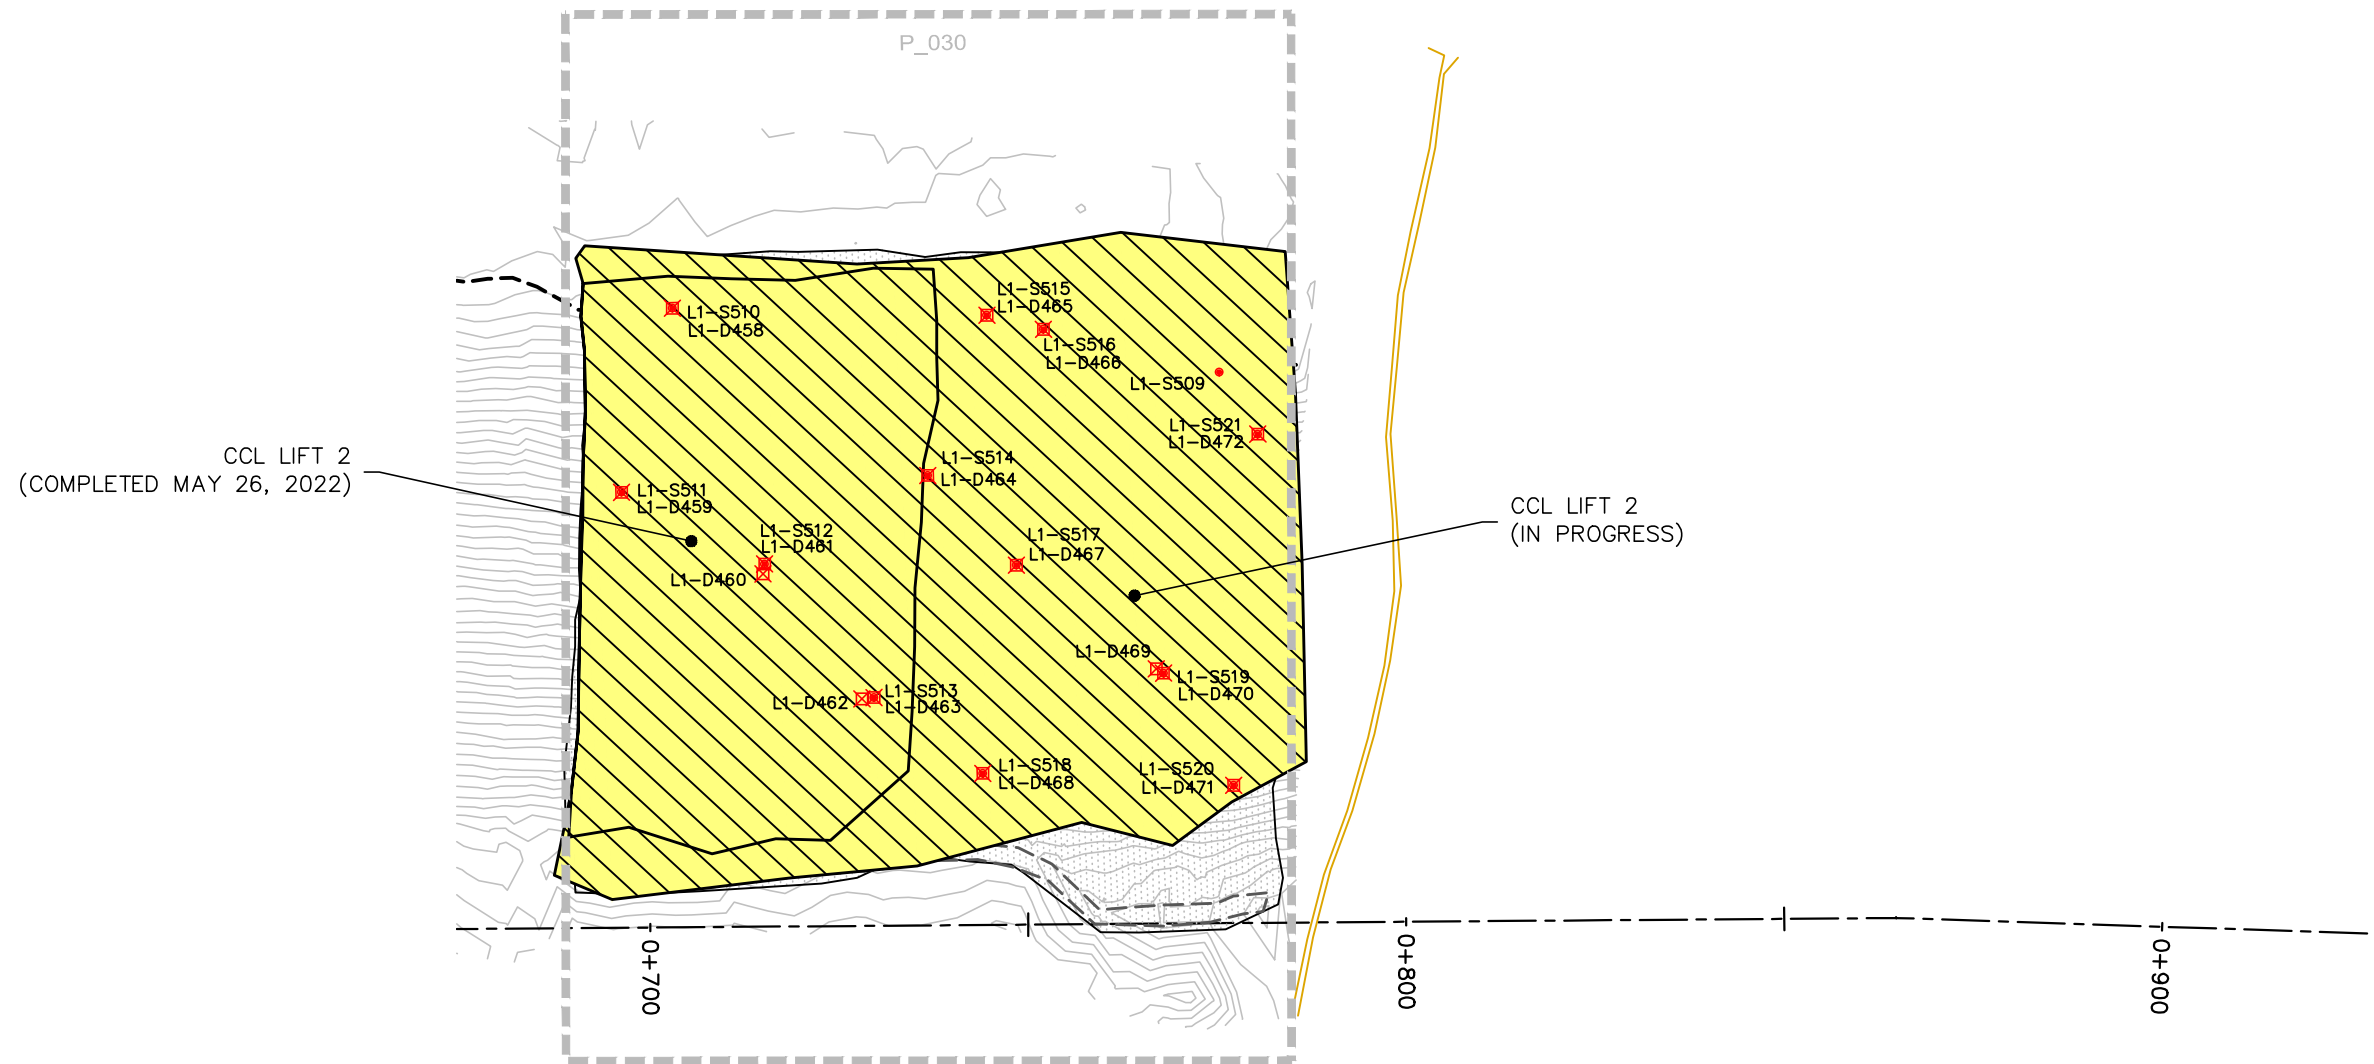 P_030
L1-S510
L1-D458
L1-S515
L1-D465
L1-S516
L1-D466
L1-S509
L1-S521
L1-D472
CCL LIFT 2
(COMPLETED MAY 26, 2022)
L1-S514
L1-D464
L1-S511
L1-D459
CCL LIFT 2
(IN PROGRESS)
L1-S512
L1-D461
L1-D460
L1-S517
L1-D467
L1-D469
L1-S519
L1-D470
L1-D462
L1-S513
L1-D463
L1-S518
L1-D468
L1-S520
L1-D471
0+700
0+800
0+900